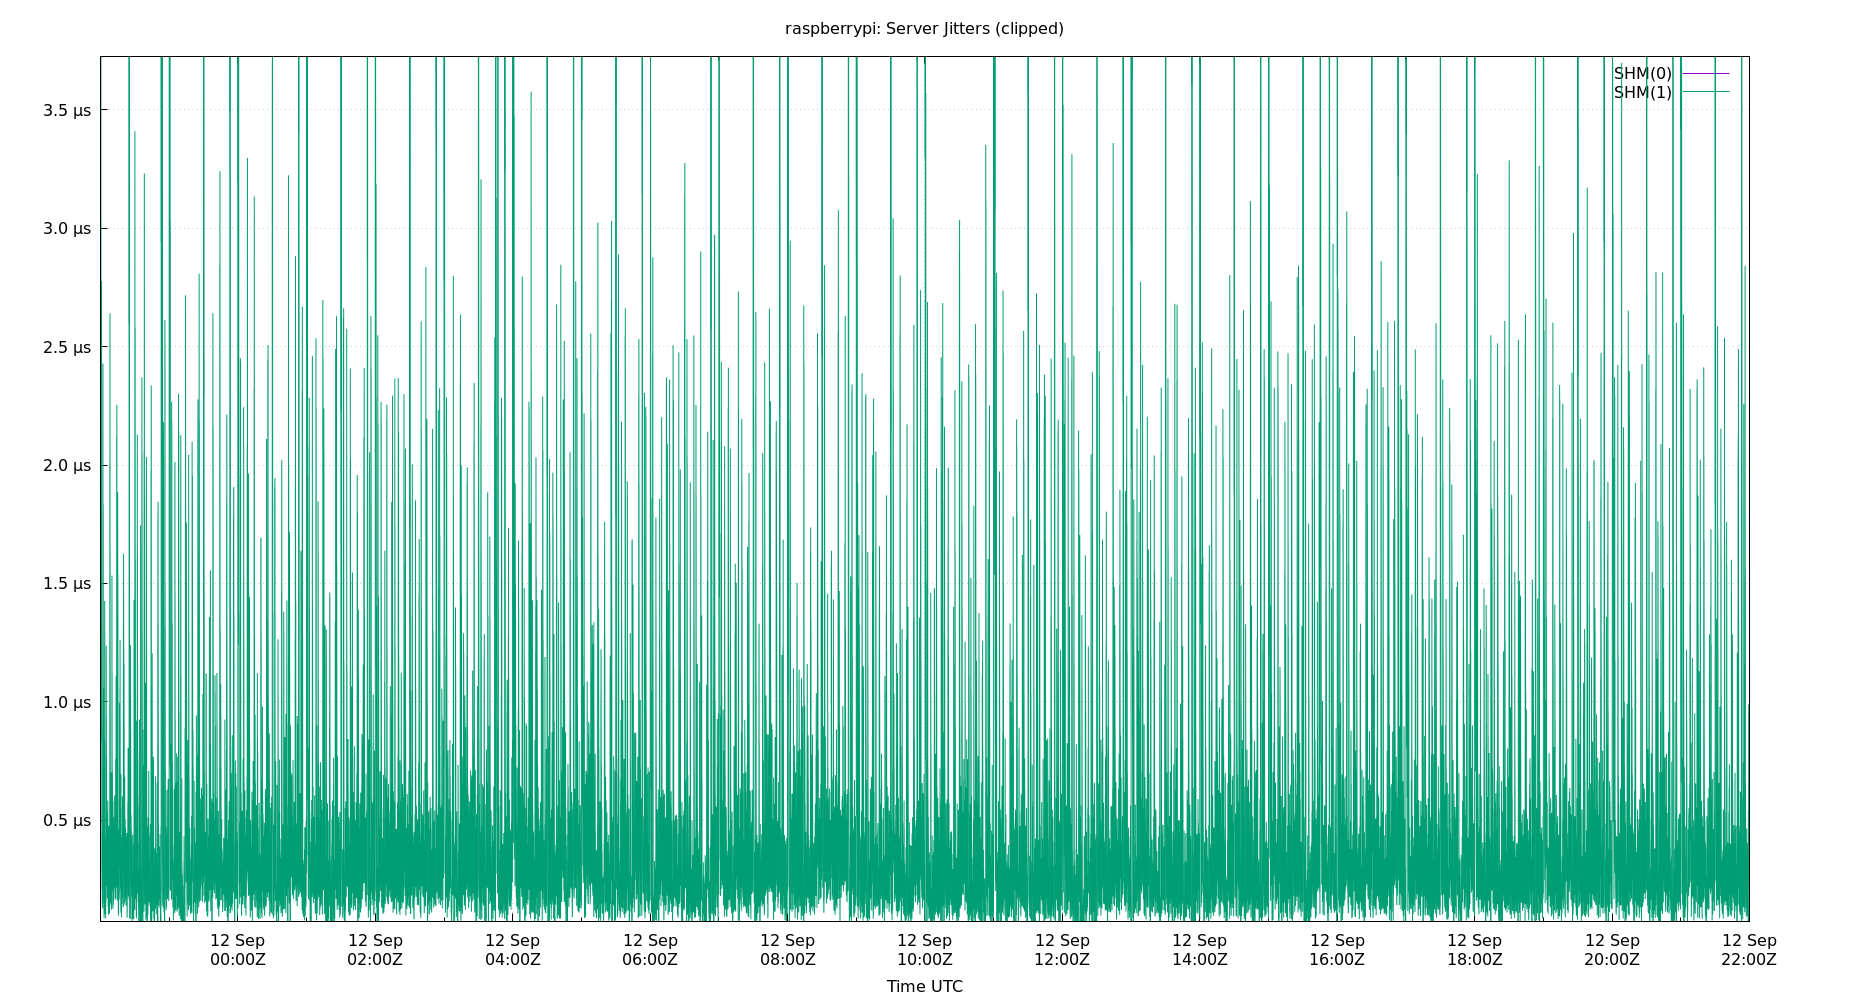 raspberrypi: Server Jitters (clipped)
SHM(0)
SHM(1)
3.5 µs
3.0 µs
2.5 µs
2.0 µs
1.5 µs
1.0 µs
0.5 µs
12 Sep 12 Sep 12 Sep 12 Sep 12 Sep 12 Sep 12 Sep 12 Sep 12 Sep 12 Sep 12 Sep 12 Sep
00:00Z 02:00Z 04:00Z 06:00Z 08:00Z 10:00Z 12:00Z 14:00Z 16:00Z 18:00Z 20:00Z 22:00Z
Time UTC